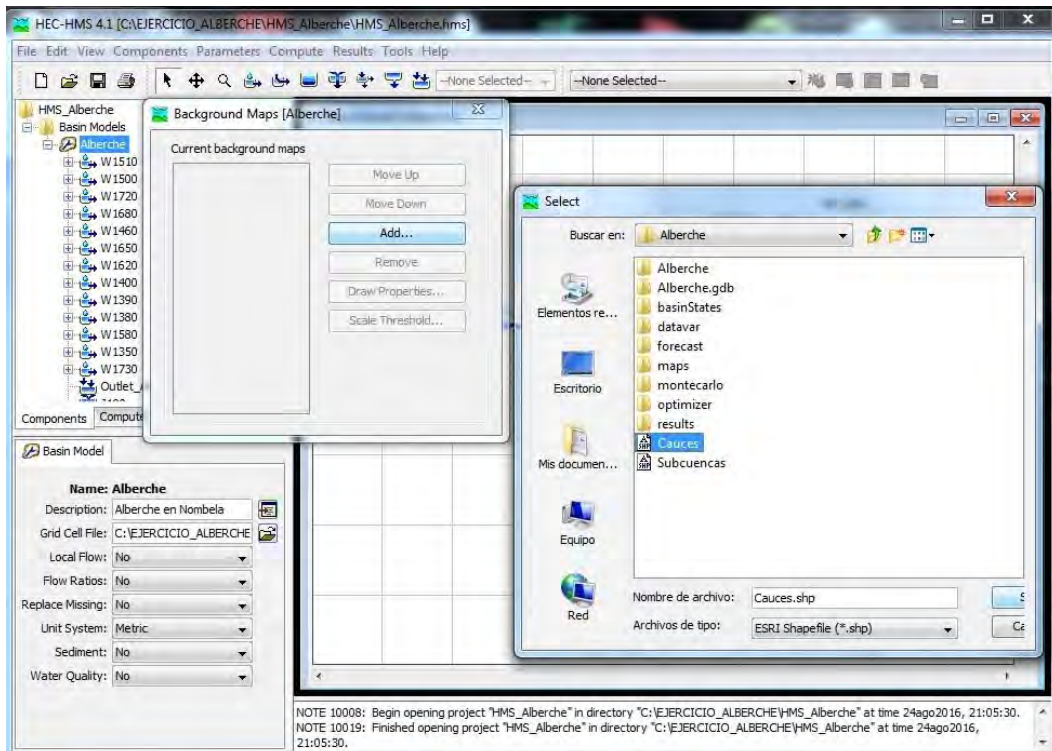 HEC-HMS 4.1 [C:\EJERCICIO_ALBERCHE\HMS_Alberche\HMS_Alberche.hms]
File Edit View Components Parameters Compute Results Tools Help
--None Selected-- --None Selected--
HMS_Alberche
Basin Models
Alberche
W1510
W1500
W1720
W1680
W1460
W1650
W1620
W1400
W1390
W1380
W1580
W1350
W1730
Components
Background Maps [Alberche]
Current background maps
Move Up
Move Down
Add...
Remove
Draw Properties...
Scale Threshold...
Select
Buscar en: Alberche
Elementos re...
Escritorio
Mis documen...
Equipo
Red
Alberche
Alberche.gdb
basinStates
datavar
forecast
maps
montecarlo
optimizer
results
Cauces
Subcuencas
Nombre de archivo: Cauces.shp
Archivos de tipo: ESRI Shapefile (*.shp)
Basin Model
Name: Alberche
Description: Alberche en Nombela
Grid Cell File: C:\EJERCICIO_ALBERCHE
Local Flow: No
Flow Ratios: No
Replace Missing: No
Unit System: Metric
Sediment: No
Water Quality: No
NOTE 10008: Begin opening project "HMS_Alberche" in directory "C:\EJERCICIO_ALBERCHE\HMS_Alberche" at time 24ago2016, 21:05:30.
NOTE 10019: Finished opening project "HMS_Alberche" in directory "C:\EJERCICIO_ALBERCHE\HMS_Alberche" at time 24ago2016,
21:05:30.